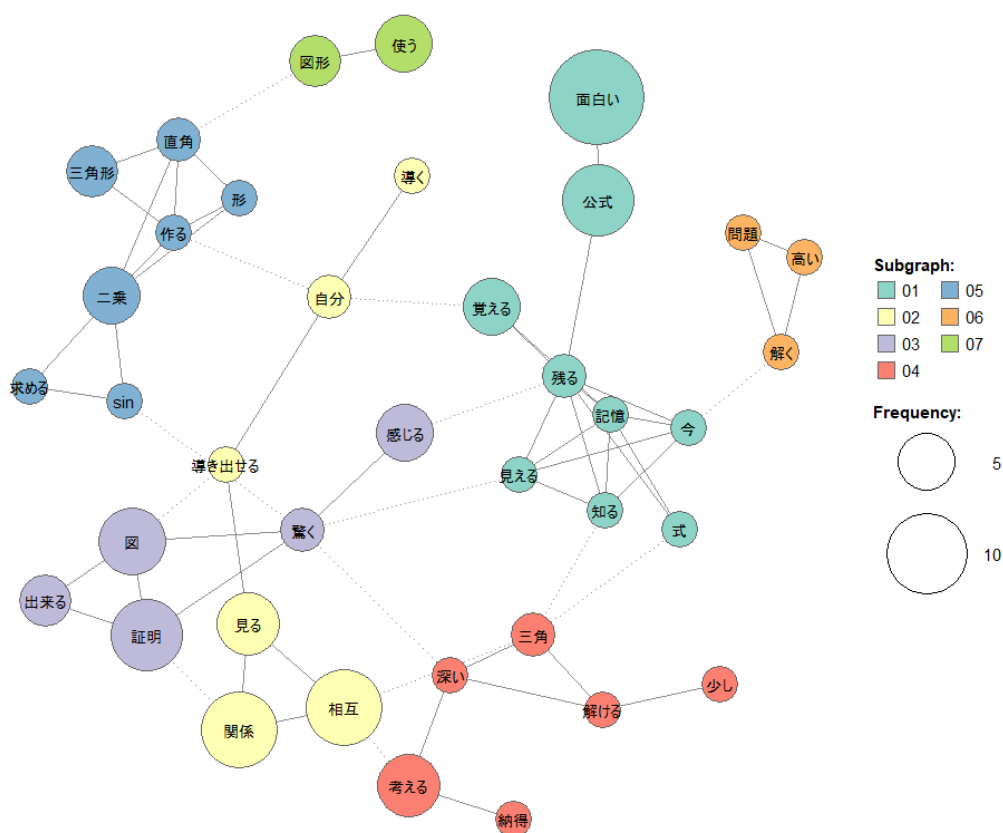 使う
図形
面白い
直角
三角形
導く
形
公式
作る
問題
高い
二乗
自分
覚える
解く
残る
求める
sin
記憶
今
感じる
導き出せる
見える
知る
式
驚く
図
出来る
証明
見る
三角
深い
少し
相互
解ける
関係
考える
納得
Subgraph:
01
05
02
06
03
07
04
Frequency:
5
10